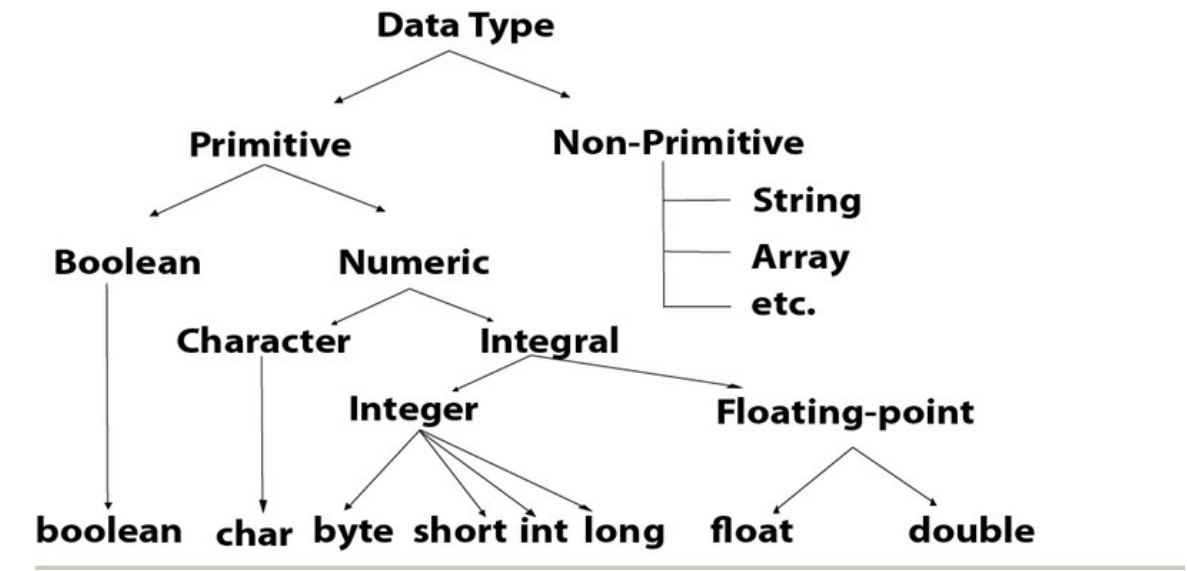 Data Type
Primitive
Non-Primitive
String
Boolean
Numeric
Array
etc.
Character
Integral
Integer
Floating-point
boolean char byte short int long float double